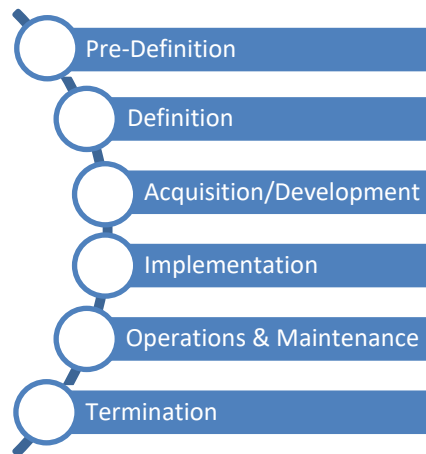 Pre-Definition
Definition
Acquisition/Development
Implementation
Operations & Maintenance
Termination